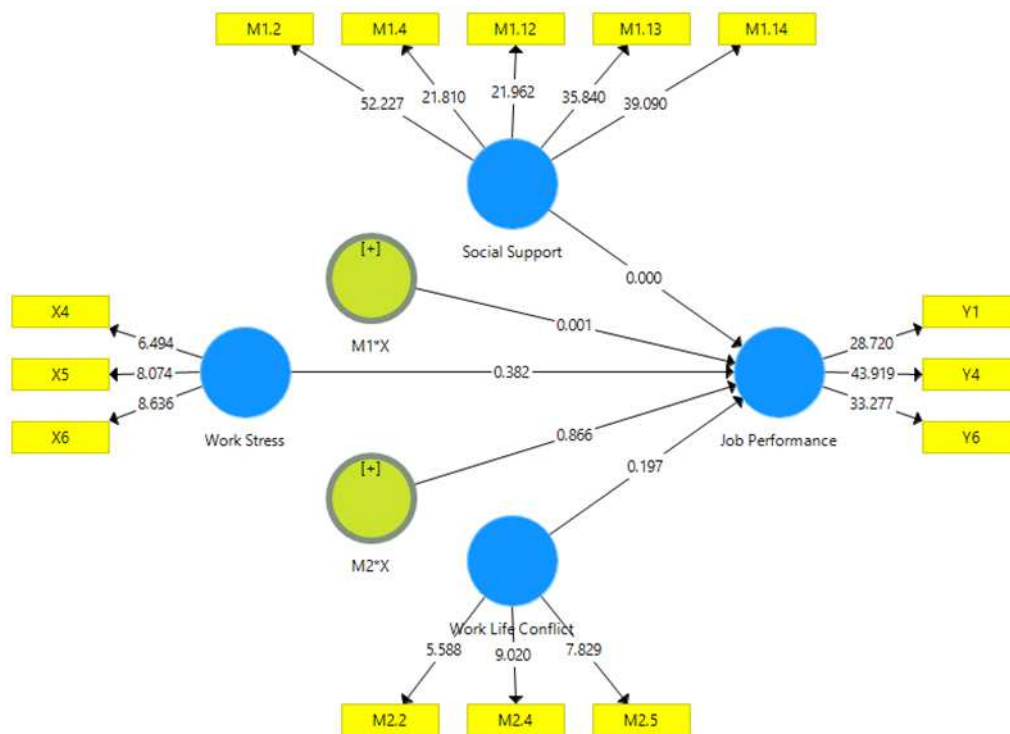 M1.2
M1.4
M1.12
M1.13
M1.14
52.227
21.810
21.962
35.840
39.090
Social Support
[+]
M1*X
0.000
0.001
X4
X5
X6
6.494
8.074
8.636
Work Stress
0.382
Job Performance
28.720
43.919
33.277
Y1
Y4
Y6
[+]
M2*X
0.866
0.197
Work Life Conflict
5.588
9.020
7.829
M2.2
M2.4
M2.5